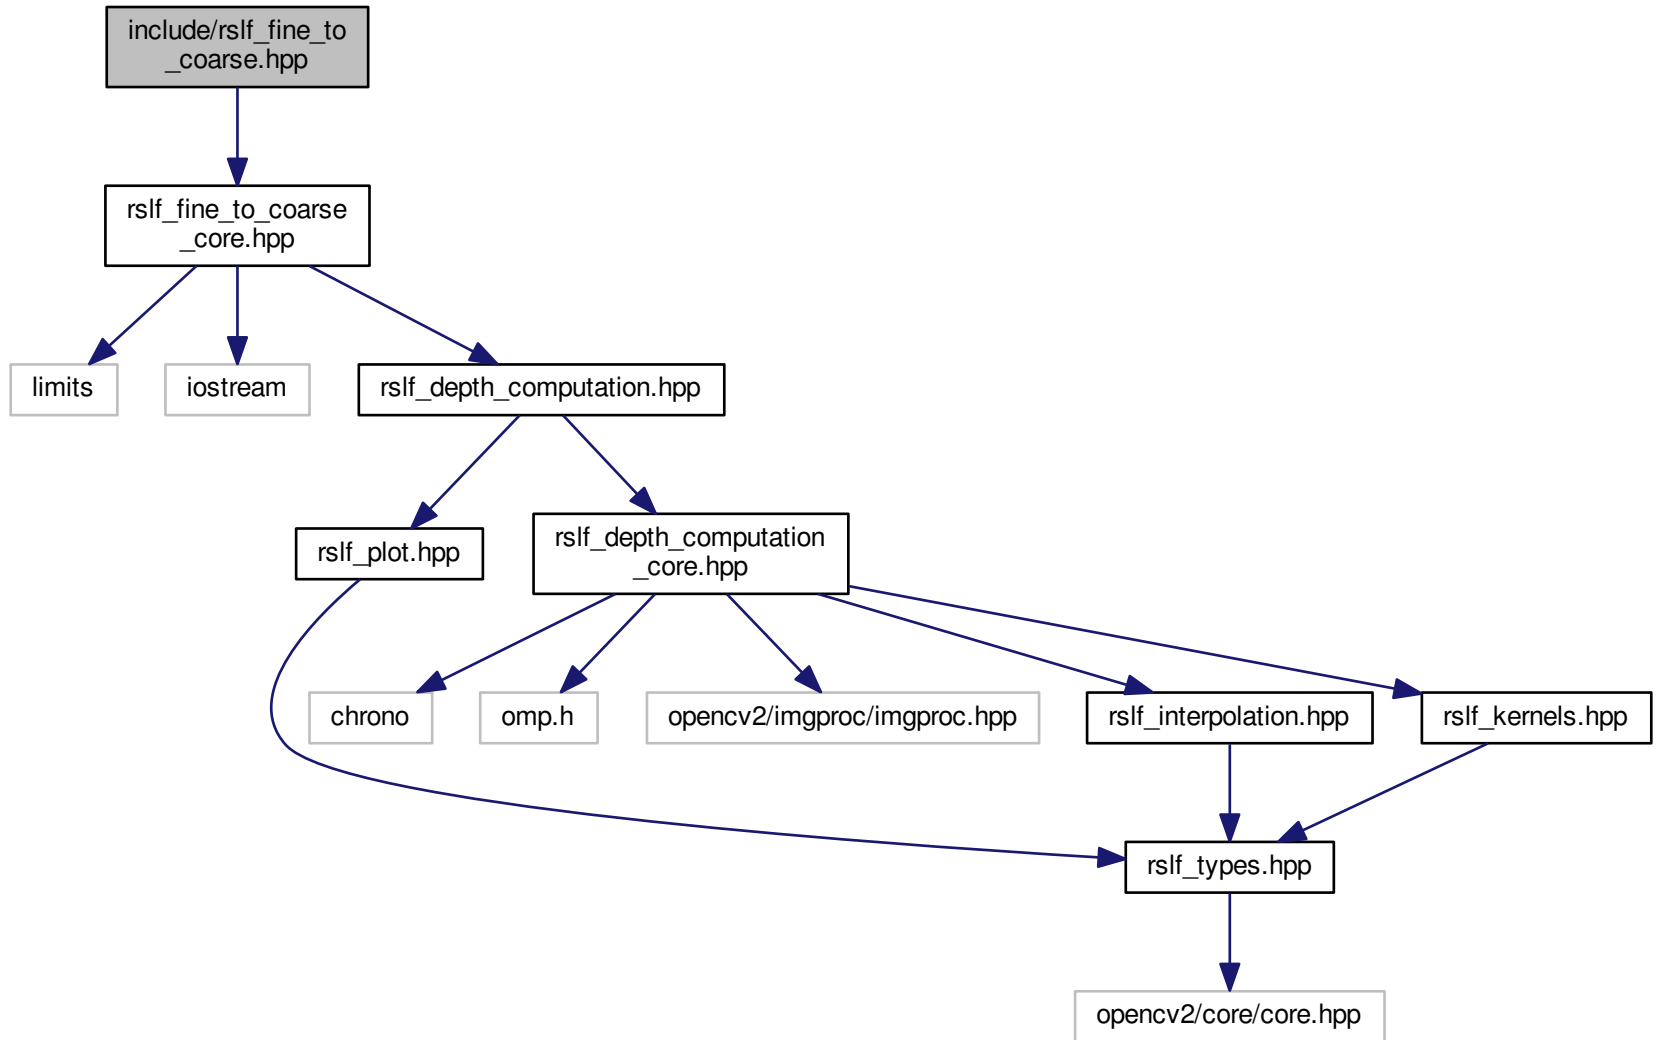 include/rslf_fine_to
_coarse.hpp
rslf_fine_to_coarse
_core.hpp
limits
iostream
rslf_depth_computation.hpp
rslf_plot.hpp
rslf_depth_computation
_core.hpp
chrono
omp.h
opencv2/imgproc/imgproc.hpp
rslf_interpolation.hpp
rslf_kernels.hpp
rslf_types.hpp
opencv2/core/core.hpp